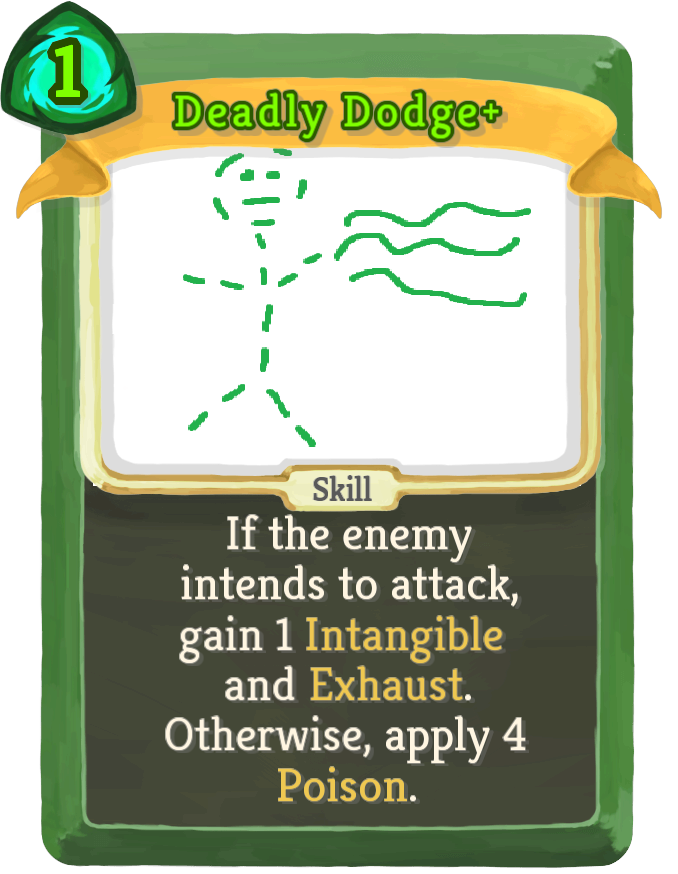 1
Deadly Dodge+
Skill
If the enemy
intends to attack,
gain 1 Intangible
and Exhaust.
Otherwise, apply 4
Poison.